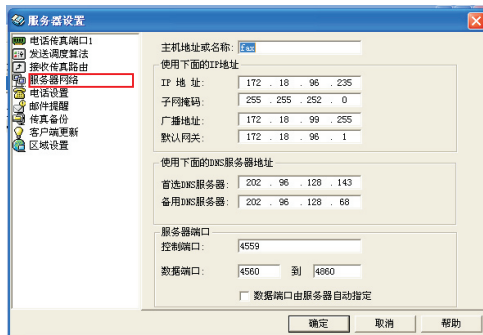 服务器设置
电话传真端口1
发送调度算法
接收传真路由
服务器网络
电话设置
邮件提醒
传真备份
客户端更新
区域设置
主机地址或名称: fax
使用下面的IP地址
IP 地 址: 172 . 18 . 96 . 235
子网掩码: 255 . 255 . 252 . 0
广播地址: 172 . 18 . 99 . 255
默认网关: 172 . 18 . 96 . 1
使用下面的DNS服务器地址
首选DNS服务器: 202 . 96 . 128 . 143
备用DNS服务器: 202 . 96 . 128 . 68
服务器端口
控制端口: 4559
数据端口: 4560 到 4860
数据端口由服务器自动指定
确定 取消 帮助